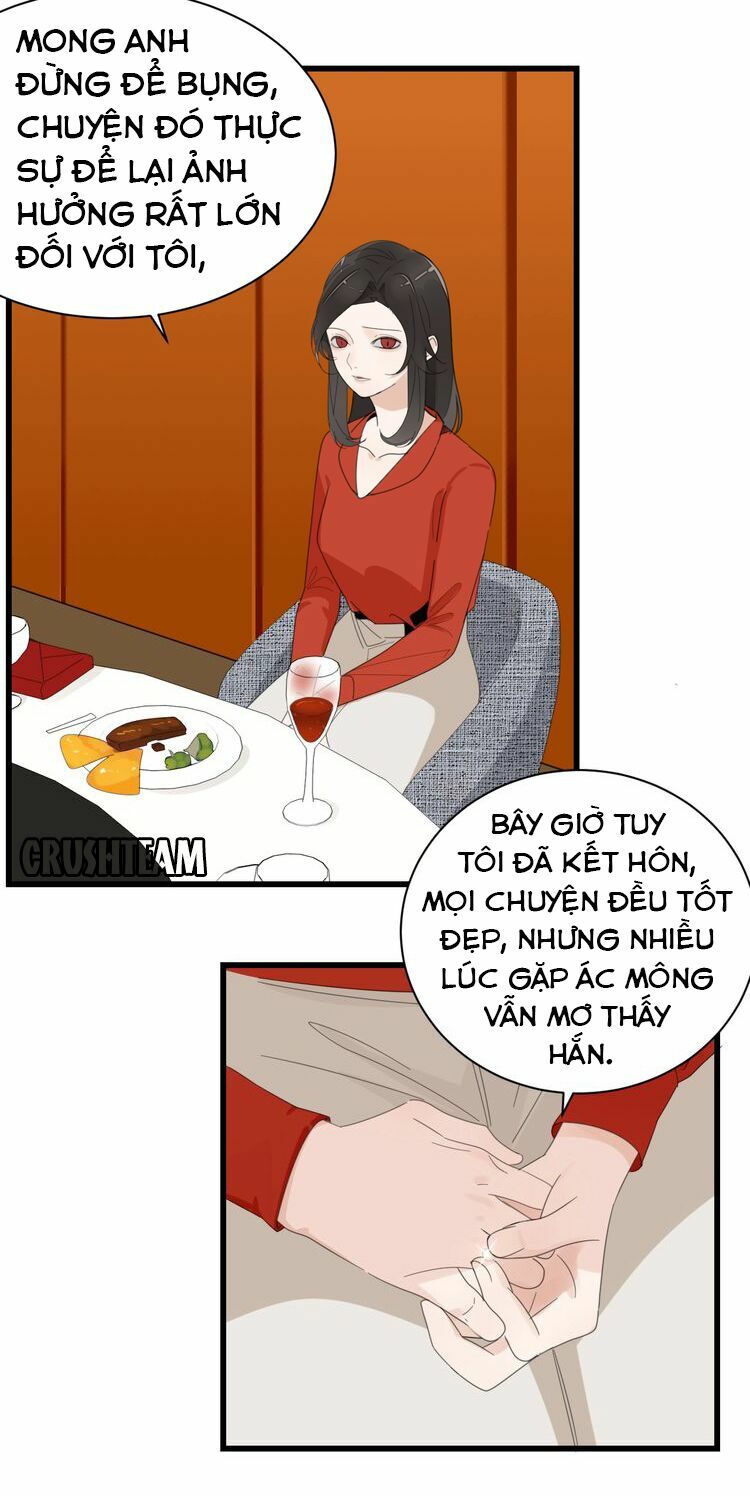 MONG ANH
ĐỪNG ĐỂ BỤNG,
CHUYỆN ĐÓ THỰC
SỰ ĐỂ LẠI ẢNH
HƯỞNG RẤT LỚN
ĐỐI VỚI TÔI,
CRUSHTEAM
BÂY GIỜ TUY
TÔI ĐÃ KẾT HÔN,
MỌI CHUYỆN ĐỀU TỐT
ĐẸP, NHƯNG NHIỀU
LÚC GẶP ÁC MÔNG
VẪN MƠ THẤY
HẮN.